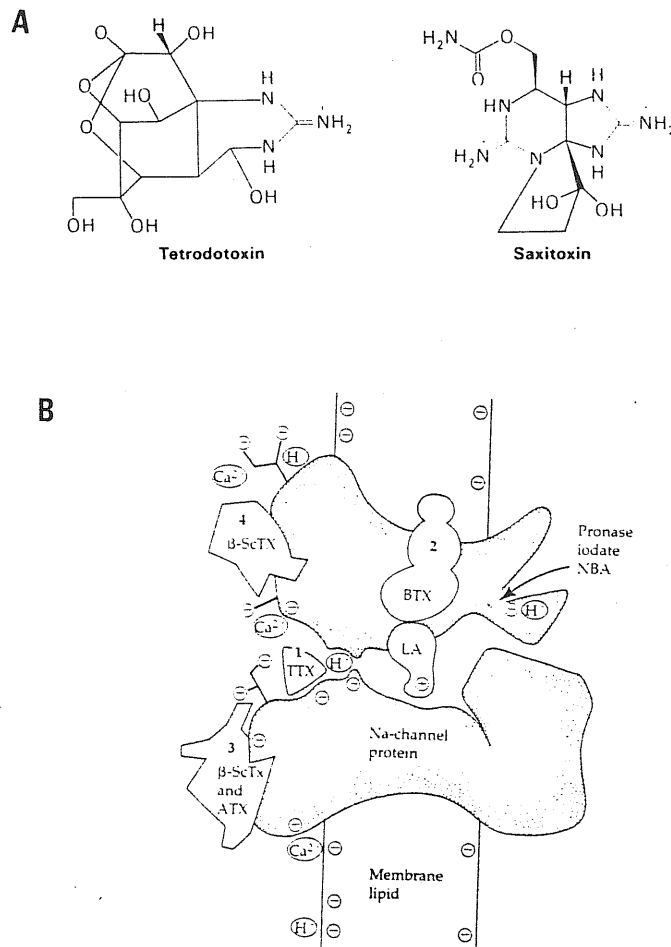 A
H
O
OH
H₂N
O
O
O
HO
H
N
NH₂
N
H
OH
OH
OH
Tetrodotoxin
O
H
H
HN
N
NH₂
H₂N
N
N
H
HO
OH
Saxitoxin
B
⊖
⊖
⊖
⊖
H
Ca²
⊖
4
β-ScTX
2
BTX
Pronase
iodate
NBA
⊖
H
⊖
⊖
Ca²
LA
1
TTX
H
⊖
⊖
⊖
⊖
3
β-ScTx
and
ATX
⊖
Na-channel
protein
⊖
Ca²
⊖
⊖
Membrane
lipid
⊖
H
⊖
⊖